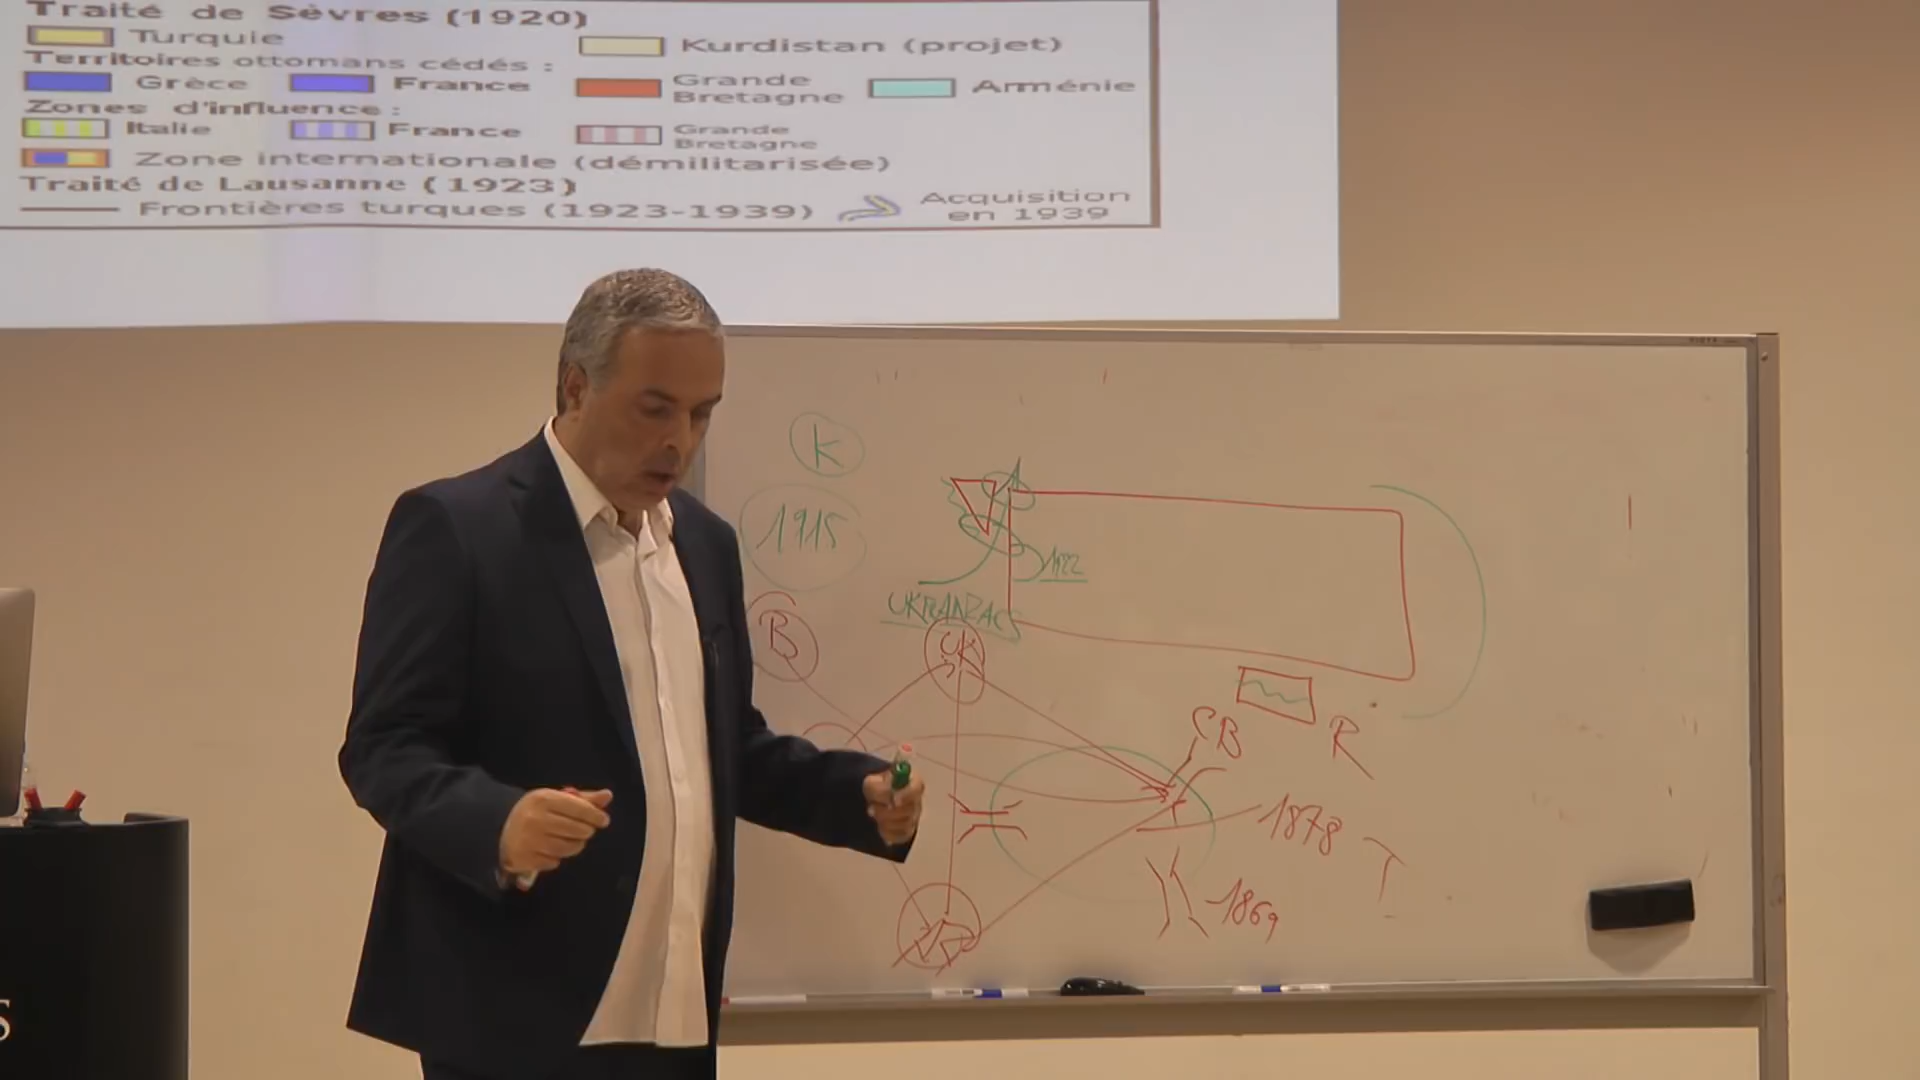 Traité de Sèvres (1920)
Turquie
Kurdistan (projet)
Territoires ottomans cédés :
Grèce
France
Grande Bretagne
Arménie
Zones d'influence :
Italie
France
Grande Bretagne
Zone internationale (démilitarisée)
Traité de Lausanne (1923)
Frontières turques (1923-1939)
Acquisition en 1939
K
1915
1922
B
UK
CB
R
1878
T
1869
S